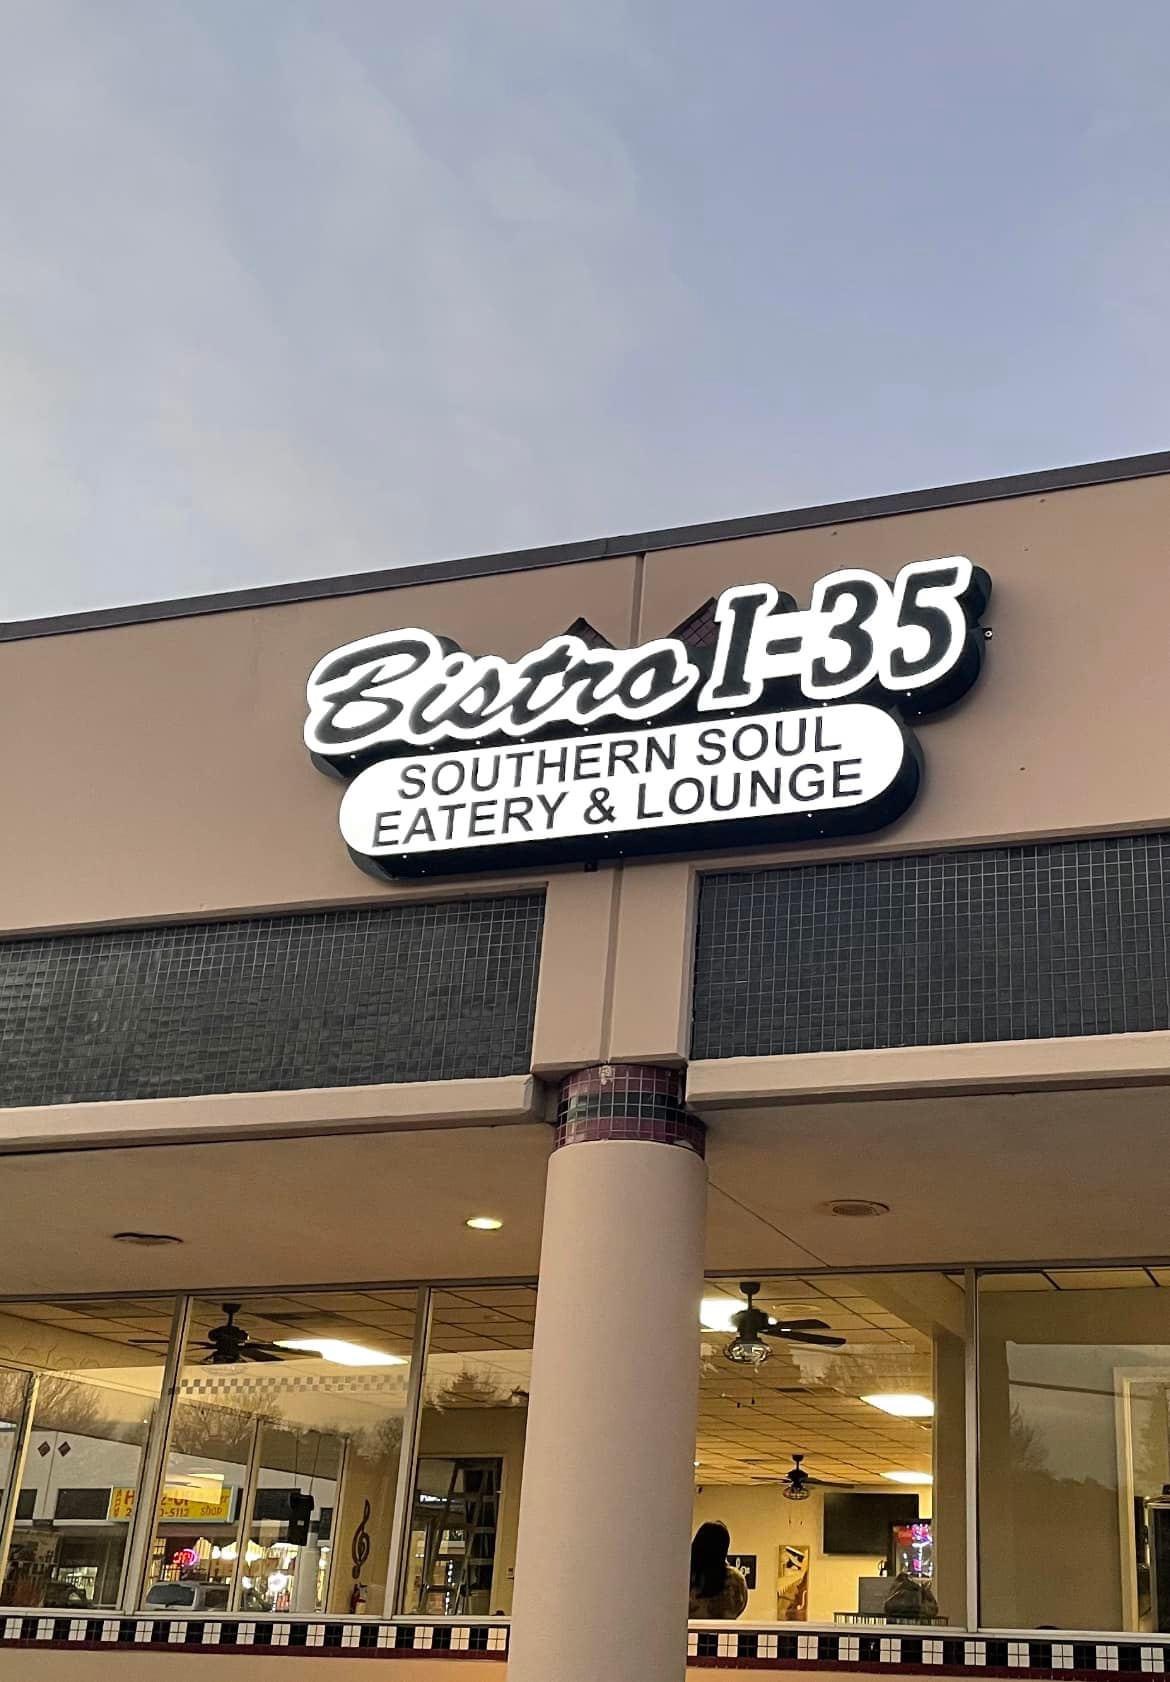 Bistro I-35
SOUTHERN SOUL
EATERY & LOUNGE